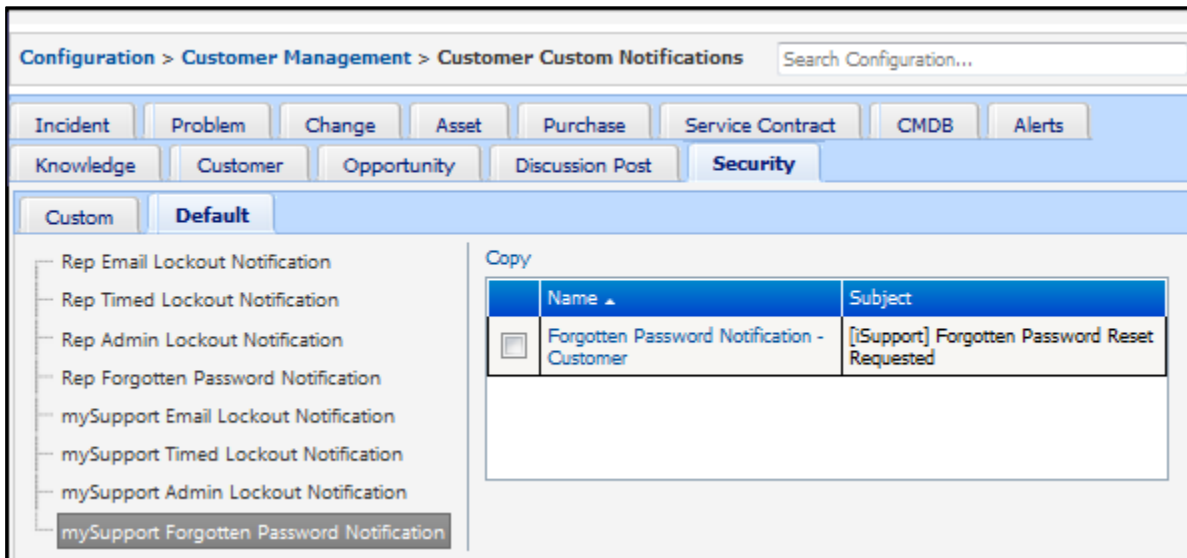 Configuration > Customer Management > Customer Custom Notifications Search Configuration...
Incident Problem Change Asset Purchase Service Contract CMDB Alerts
Knowledge Customer Opportunity Discussion Post Security
Custom Default
Rep Email Lockout Notification
Rep Timed Lockout Notification
Rep Admin Lockout Notification
Rep Forgotten Password Notification
mySupport Email Lockout Notification
mySupport Timed Lockout Notification
mySupport Admin Lockout Notification
mySupport Forgotten Password Notification
Copy
Name Subject
Forgotten Password Notification - [iSupport] Forgotten Password Reset
Customer Requested